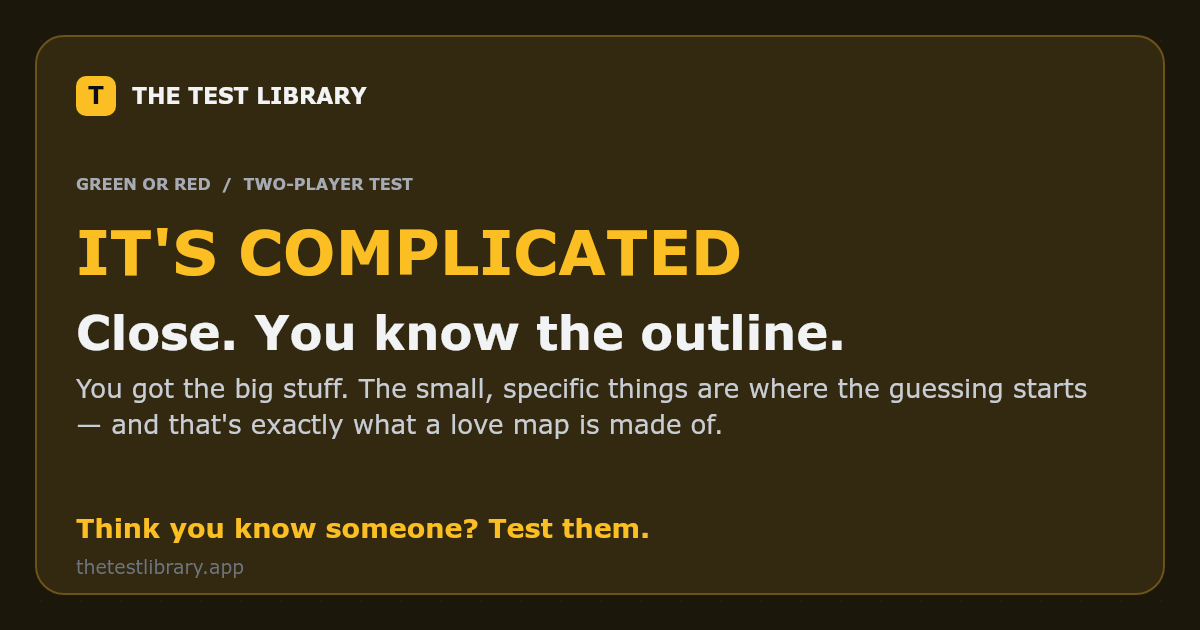 T THE TEST LIBRARY
GREEN OR RED / TWO-PLAYER TEST
IT'S COMPLICATED
Close. You know the outline.
You got the big stuff. The small, specific things are where the guessing starts
— and that's exactly what a love map is made of.
Think you know someone? Test them.
thetestlibrary.app